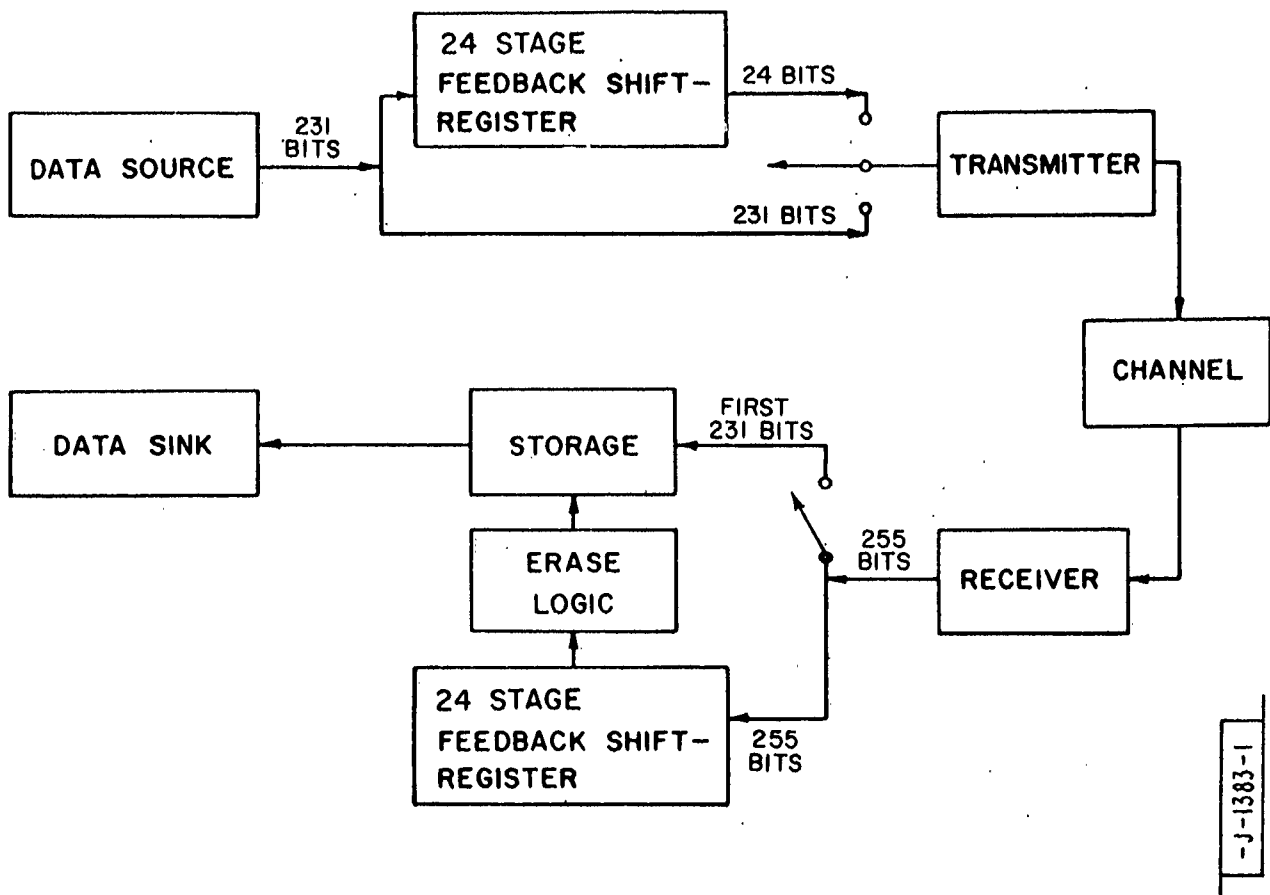 24 STAGE
FEEDBACK SHIFT-
REGISTER
24 BITS
231
BITS
DATA SOURCE
TRANSMITTER
231 BITS
CHANNEL
FIRST
231 BITS
DATA SINK
STORAGE
255
BITS
ERASE
LOGIC
RECEIVER
24 STAGE
FEEDBACK SHIFT-
REGISTER
255
BITS
-J-1383-1